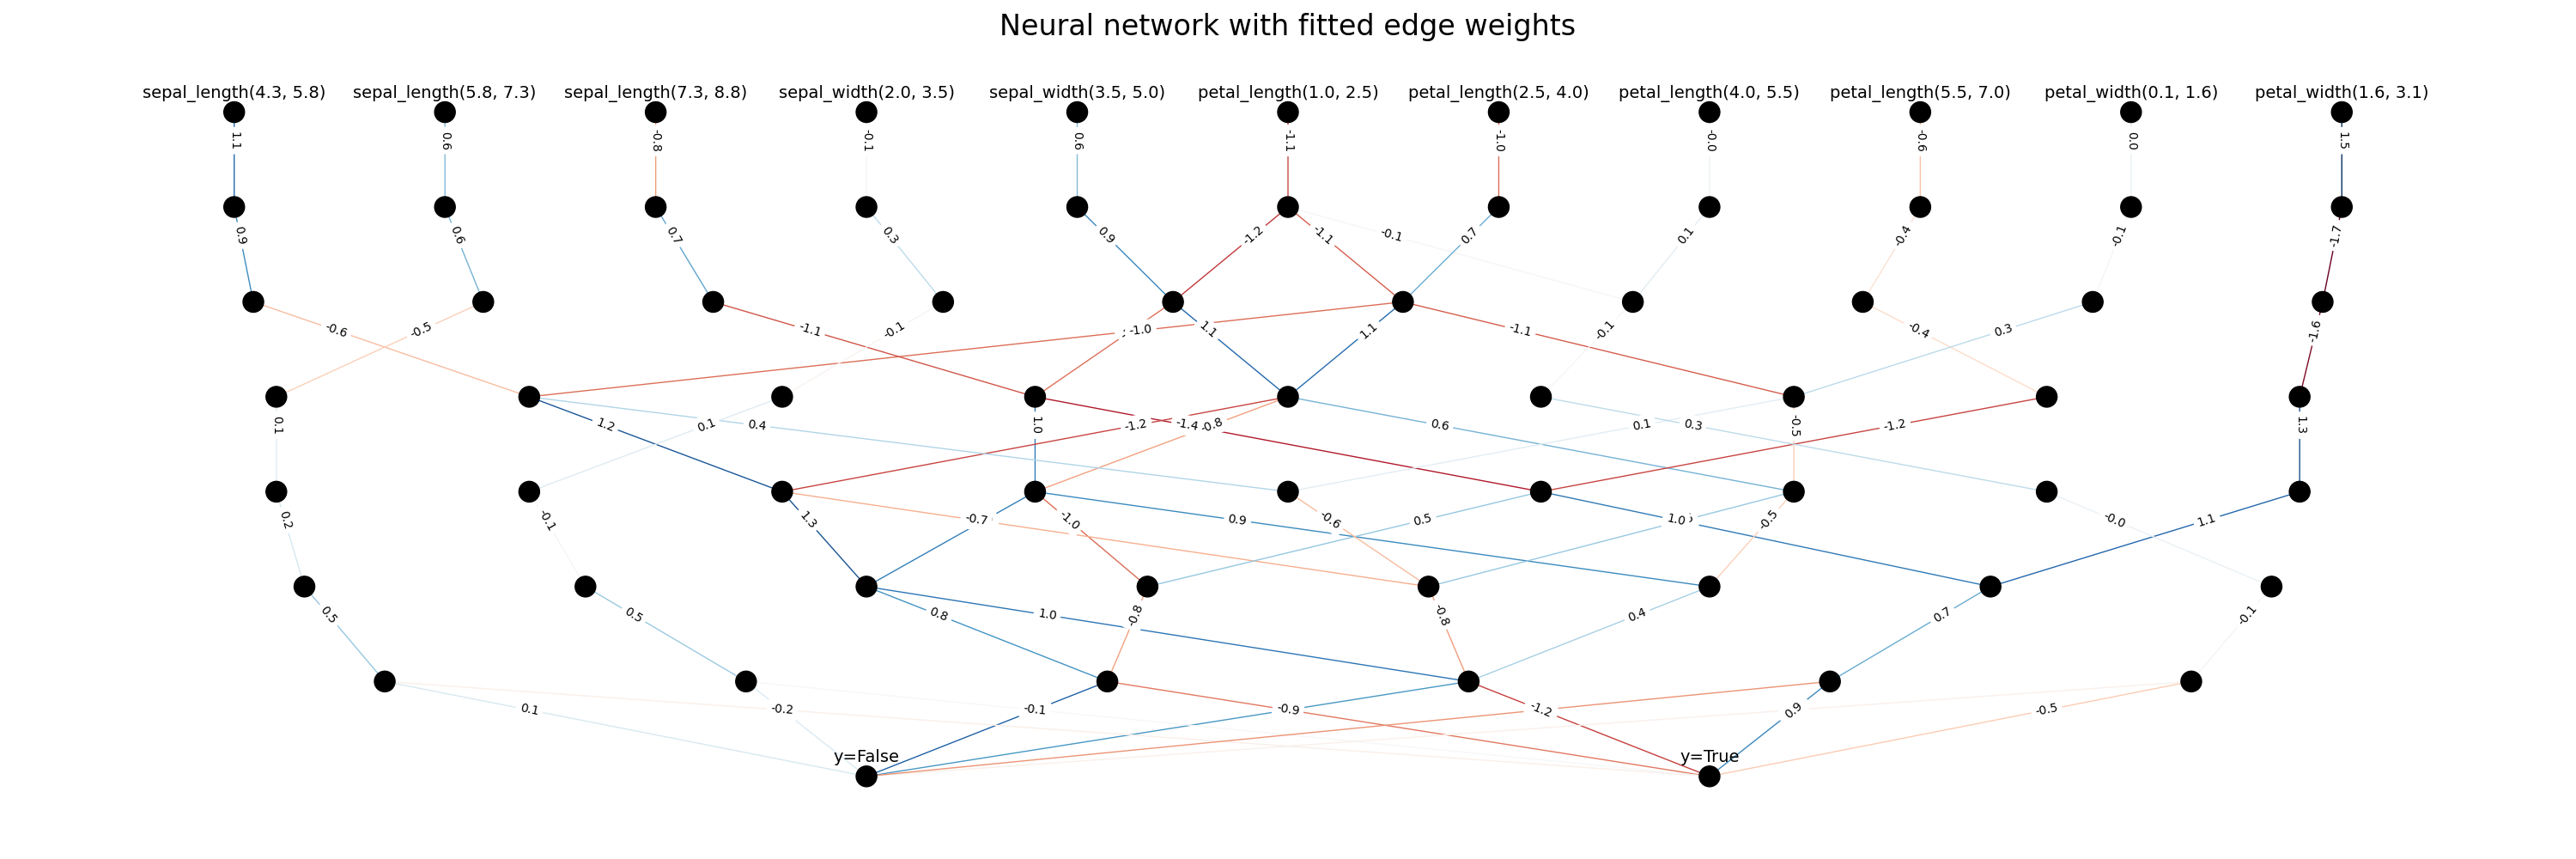 Neural network with fitted edge weights
sepal_length(4.3, 5.8) sepal_length(5.8, 7.3) sepal_length(7.3, 8.8) sepal_width(2.0, 3.5) sepal_width(3.5, 5.0) petal_length(1.0, 2.5) petal_length(2.5, 4.0) petal_length(4.0, 5.5) petal_length(5.5, 7.0) petal_width(0.1, 1.6) petal_width(1.6, 3.1)
1.1 0.6 -0.8 -0.1 0.6 -1.1 -1.0 -0.0 -0.6 0.0 1.5
0.9 0.6 0.7 0.3 0.9 -1.2 -1.1 -0.1 0.7 0.1 -0.4 -0.1 -1.7
-0.6 -0.5 -1.1 -0.1 -1.0 1.1 1.1 -1.1 -0.1 -0.4 0.3 -1.6
0.1 1.2 0.1 0.4 1.0 -1.2 -1.4 -0.8 0.6 0.1 0.3 -0.5 -1.2 1.3
0.2 -0.1 1.3 -0.7 -1.0 0.9 -0.6 0.5 1.0 -0.5 -0.0 1.1
0.5 0.5 0.8 1.0 -0.8 -0.8 0.4 0.7 -0.1
0.1 -0.2 -0.1 -0.9 -1.2 0.9 -0.5
y=False y=True